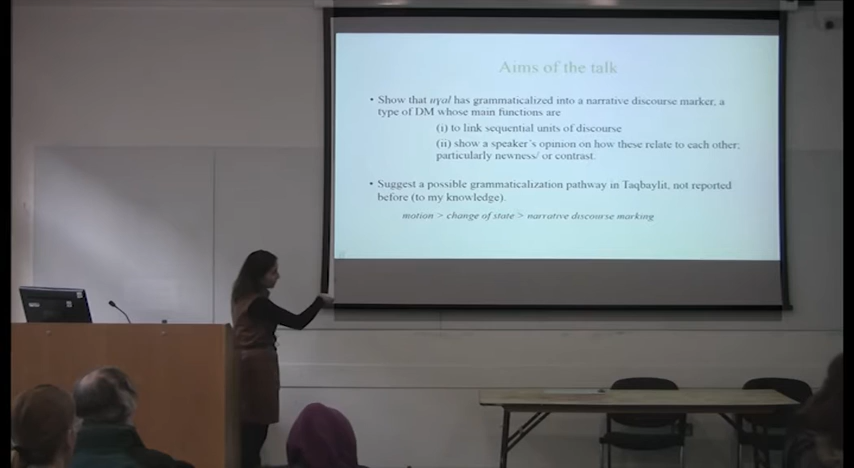 Aims of the talk
• Show that uɣal has grammaticalized into a narrative discourse marker, a
type of DM whose main functions are
(i) to link sequential units of discourse
(ii) show a speaker's opinion on how these relate to each other;
particularly newness/ or contrast.
• Suggest a possible grammaticalization pathway in Taqbaylit, not reported
before (to my knowledge).
motion > change of state > narrative discourse marking